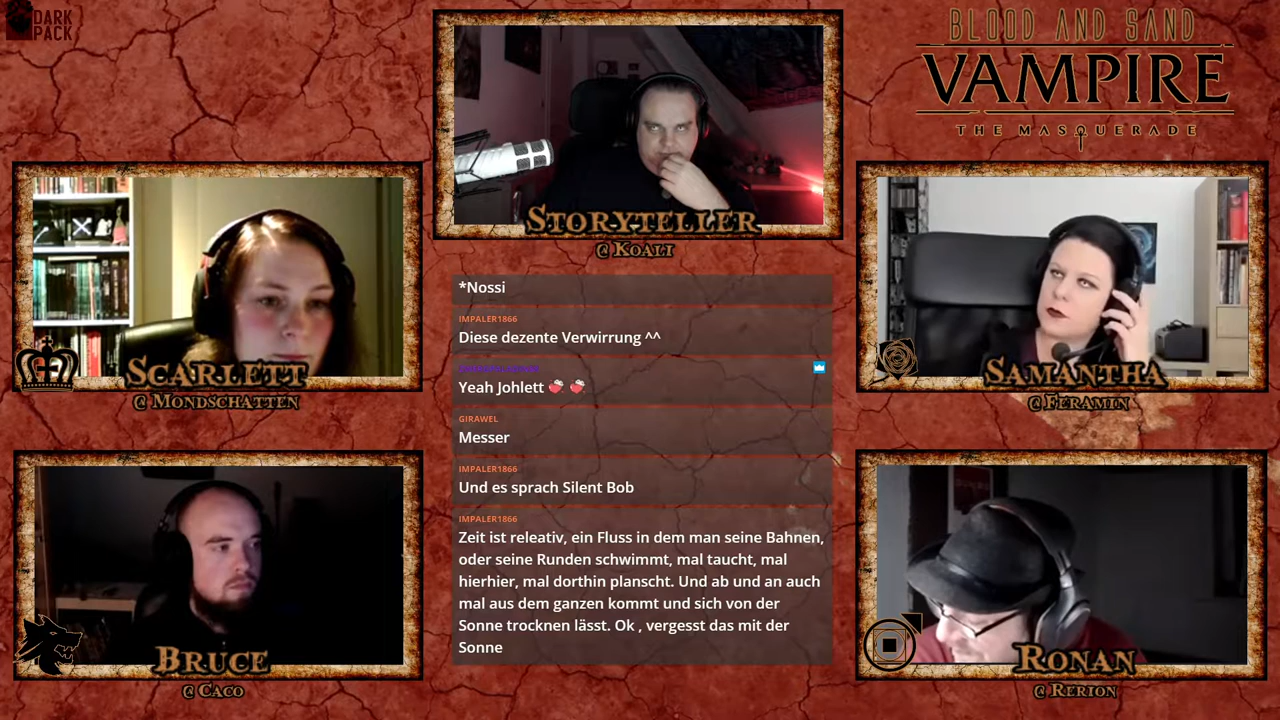 DARK
PACK
BLOOD AND SAND
VAMPIRE
THE MASQUERADE
STORYTELLER
@ KOALI
SCARLETT
@ MONDSCHATTEN
SAMANTHA
@ FERAMIN
*Nossi
IMPALER1866
Diese dezente Verwirrung ^^
Yeah Johlett
GIRAWEL
Messer
IMPALER1866
Und es sprach Silent Bob
IMPALER1866
Zeit ist releativ, ein Fluss in dem man seine Bahnen,
oder seine Runden schwimmt, mal taucht, mal
hierhier, mal dorthin planscht. Und ab und an auch
mal aus dem ganzen kommt und sich von der
Sonne trocknen lässt. Ok , vergesst das mit der
Sonne
BRUCE
@ CACO
RONAN
@ RERION